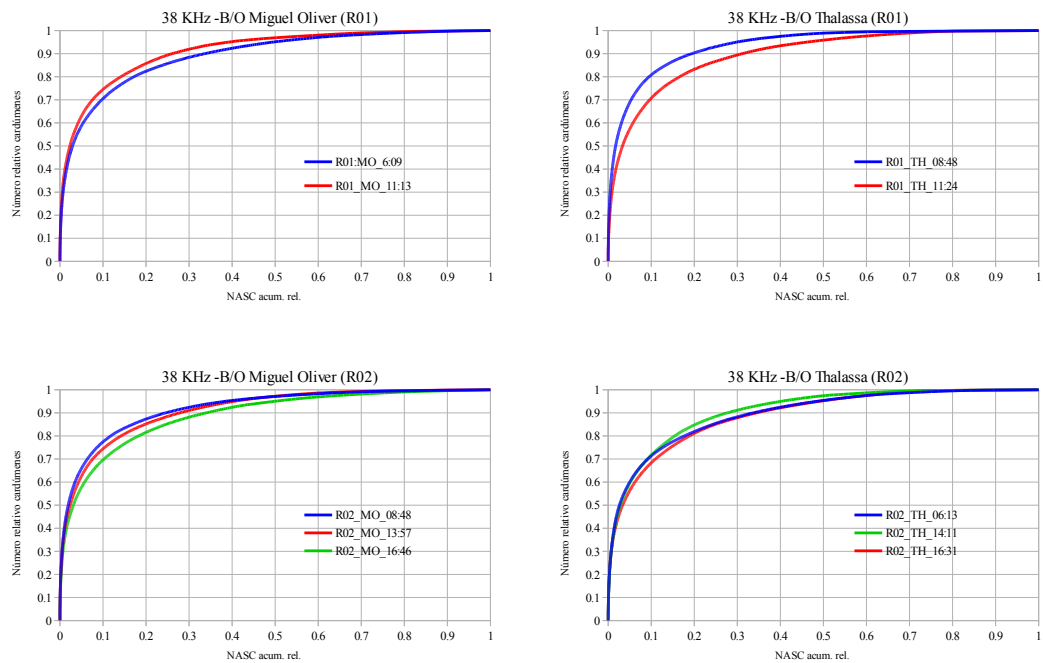 38 KHz -B/O Miguel Oliver (R01)
1
0.9
0.8
0.7
0.6
0.5
0.4
0.3
0.2
0.1
0
Número relativo cardúmenes
R01:MO_6:09
R01_MO_11:13
0 0.1 0.2 0.3 0.4 0.5 0.6 0.7 0.8 0.9 1
NASC acum. rel.
38 KHz -B/O Thalassa (R01)
1
0.9
0.8
0.7
0.6
0.5
0.4
0.3
0.2
0.1
0
Número relativo cardúmenes
R01_TH_08:48
R01_TH_11:24
0 0.1 0.2 0.3 0.4 0.5 0.6 0.7 0.8 0.9 1
NASC acum. rel.
38 KHz -B/O Miguel Oliver (R02)
1
0.9
0.8
0.7
0.6
0.5
0.4
0.3
0.2
0.1
0
Número relativo cardúmenes
R02_MO_08:48
R02_MO_13:57
R02_MO_16:46
0 0.1 0.2 0.3 0.4 0.5 0.6 0.7 0.8 0.9 1
NASC acum. rel.
38 KHz -B/O Thalassa (R02)
1
0.9
0.8
0.7
0.6
0.5
0.4
0.3
0.2
0.1
0
Número relativo cardúmenes
R02_TH_06:13
R02_TH_14:11
R02_TH_16:31
0 0.1 0.2 0.3 0.4 0.5 0.6 0.7 0.8 0.9 1
NASC acum. rel.